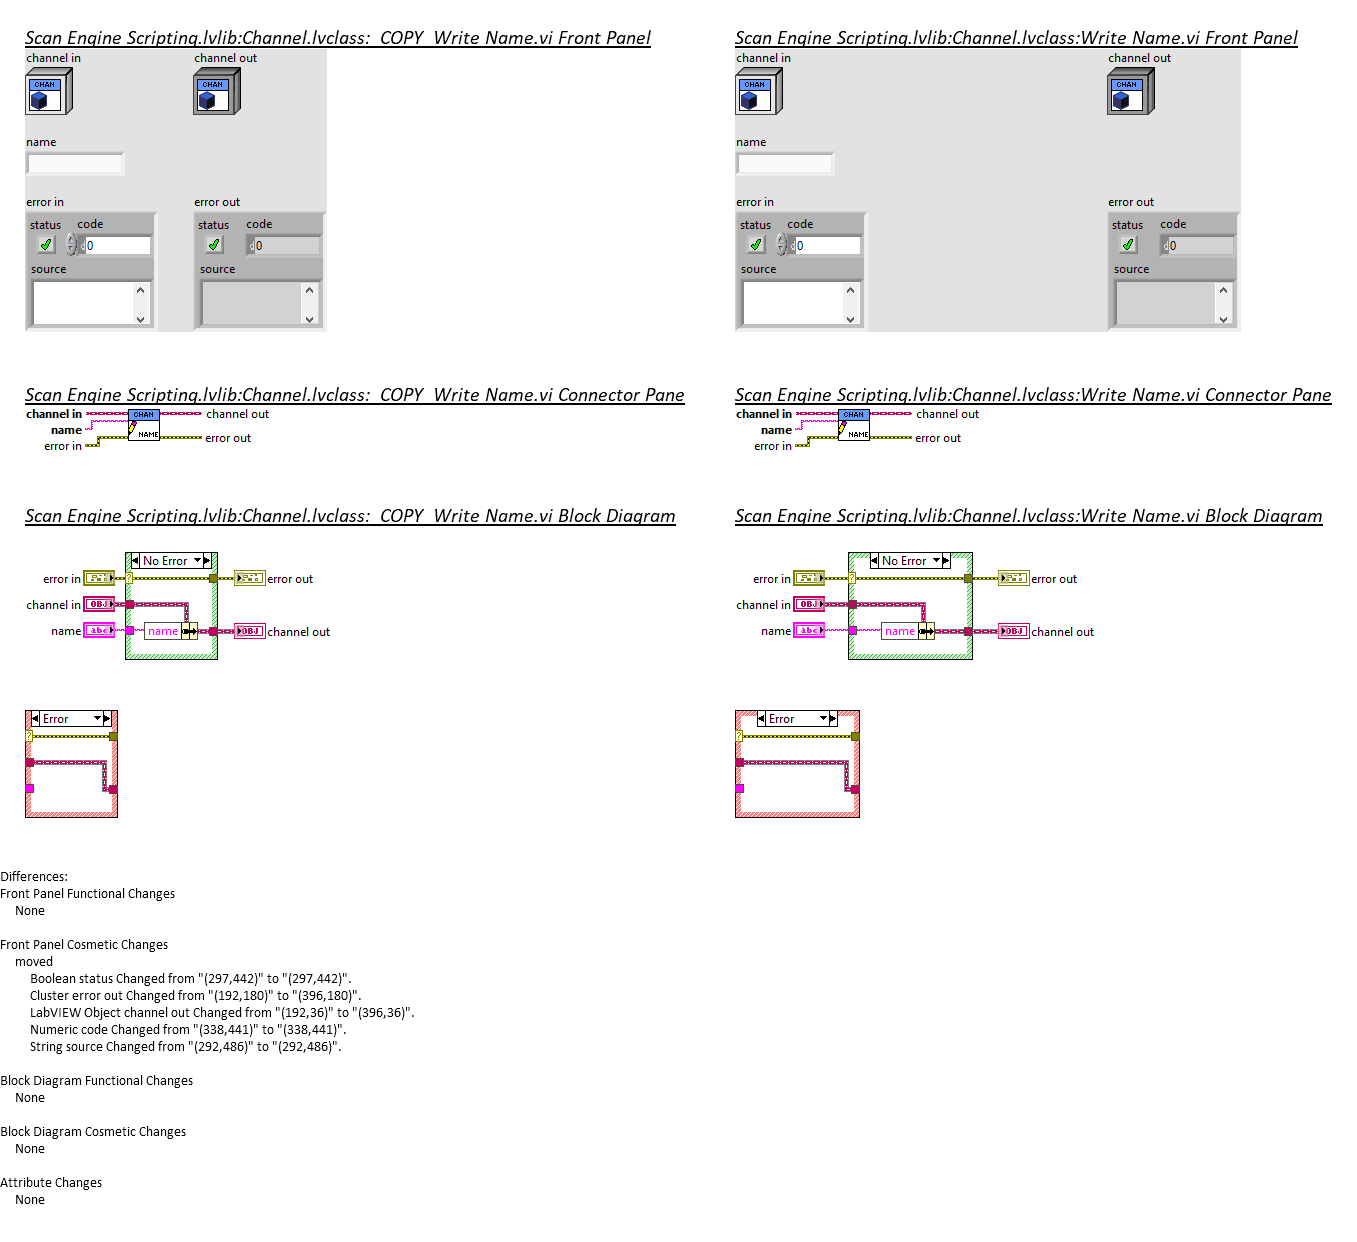 Scan Engine Scripting.lvlib:Channel.lvclass:_COPY_Write Name.vi Front Panel
channel in
channel out
CHAN
CHAN
name
error in
error out
status
code
status
code
0
0
source
source
Scan Engine Scripting.lvlib:Channel.lvclass:Write Name.vi Front Panel
channel in
channel out
CHAN
CHAN
name
error in
error out
status
code
status
code
0
0
source
source
Scan Engine Scripting.lvlib:Channel.lvclass:_COPY_Write Name.vi Connector Pane
channel in
CHAN
channel out
name
NAME
error out
error in
Scan Engine Scripting.lvlib:Channel.lvclass:Write Name.vi Connector Pane
channel in
CHAN
channel out
name
NAME
error out
error in
Scan Engine Scripting.lvlib:Channel.lvclass:_COPY_Write Name.vi Block Diagram
No Error
error in
?
error out
channel in
OBJ
name
abc
name
OBJ
channel out
Error
?
Scan Engine Scripting.lvlib:Channel.lvclass:Write Name.vi Block Diagram
No Error
error in
?
error out
channel in
OBJ
name
abc
name
OBJ
channel out
Error
?
Differences:
Front Panel Functional Changes
None
Front Panel Cosmetic Changes
moved
Boolean status Changed from "(297,442)" to "(297,442)".
Cluster error out Changed from "(192,180)" to "(396,180)".
LabVIEW Object channel out Changed from "(192,36)" to "(396,36)".
Numeric code Changed from "(338,441)" to "(338,441)".
String source Changed from "(292,486)" to "(292,486)".
Block Diagram Functional Changes
None
Block Diagram Cosmetic Changes
None
Attribute Changes
None